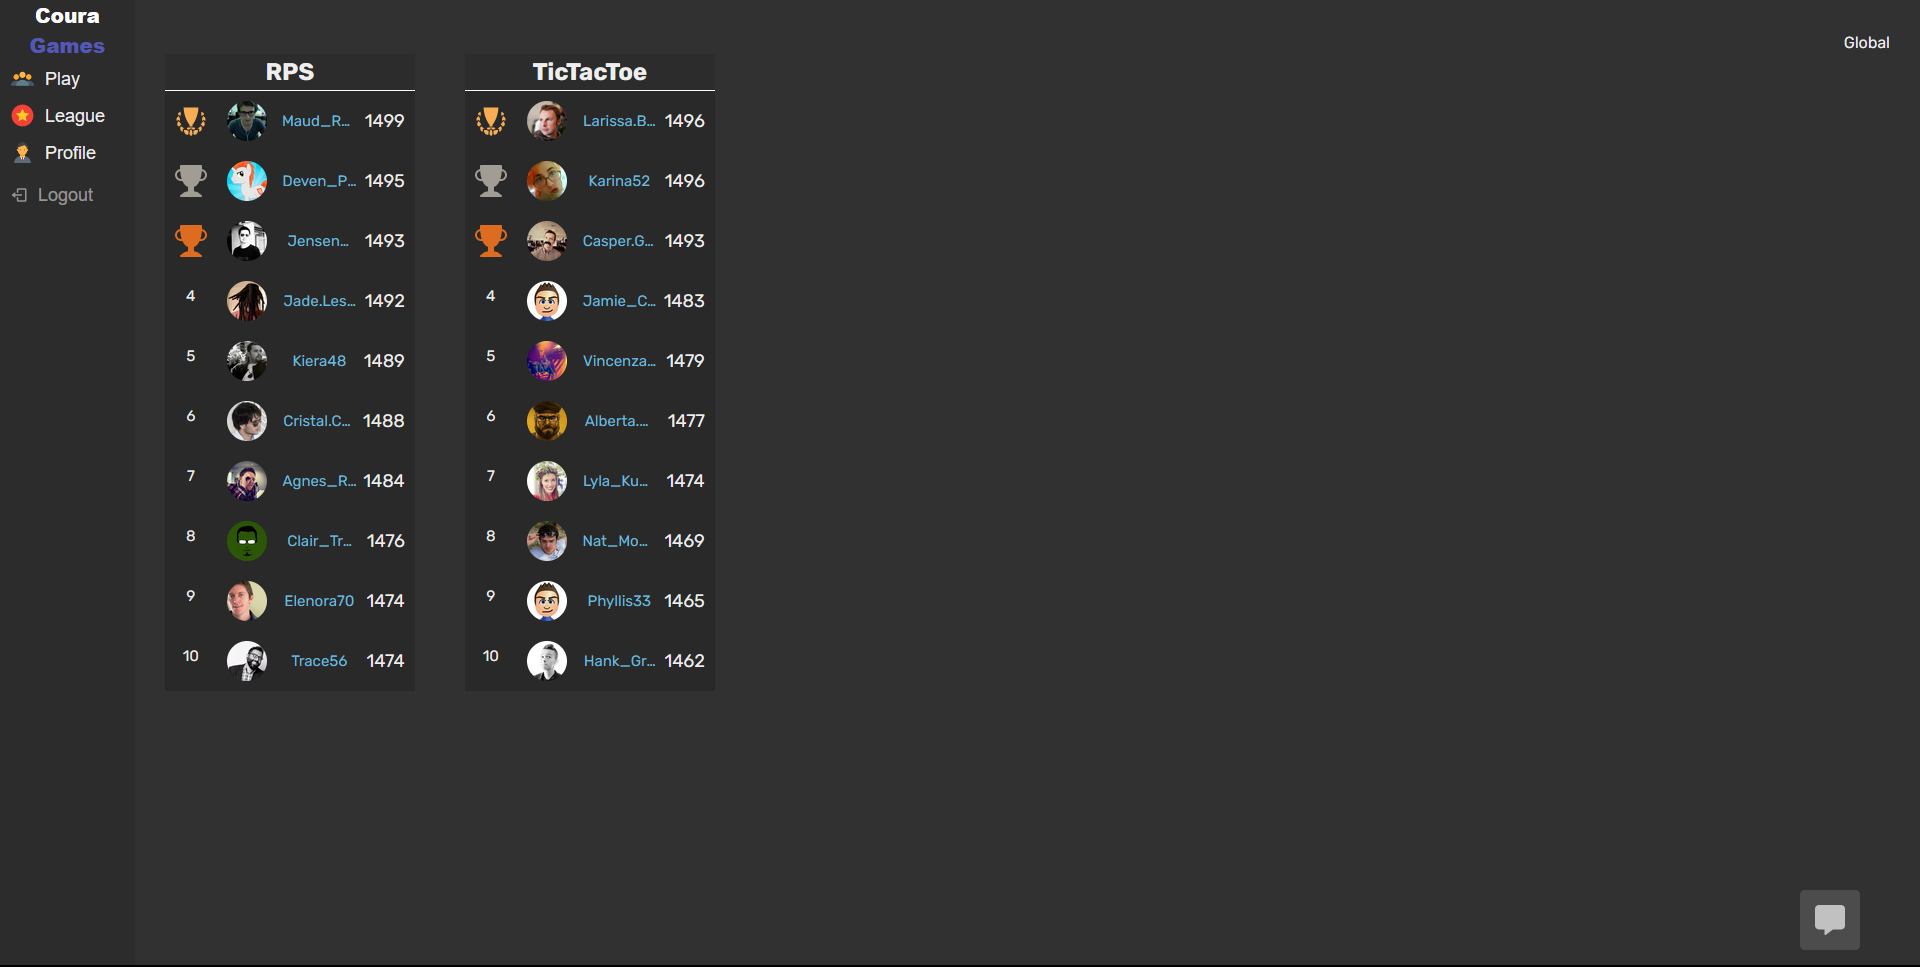 Coura
Games
Play
League
Profile
Logout
Global
RPS
Maud_R... 1499
Deven_P... 1495
Jensen... 1493
4 Jade.Les... 1492
5 Kiera48 1489
6 Cristal.C... 1488
7 Agnes_R... 1484
8 Clair_Tr... 1476
9 Elenora70 1474
10 Trace56 1474
TicTacToe
Larissa.B... 1496
Karina52 1496
Casper.G... 1493
4 Jamie_C... 1483
5 Vincenza... 1479
6 Alberta.... 1477
7 Lyla_Ku... 1474
8 Nat_Mo... 1469
9 Phyllis33 1465
10 Hank_Gr... 1462